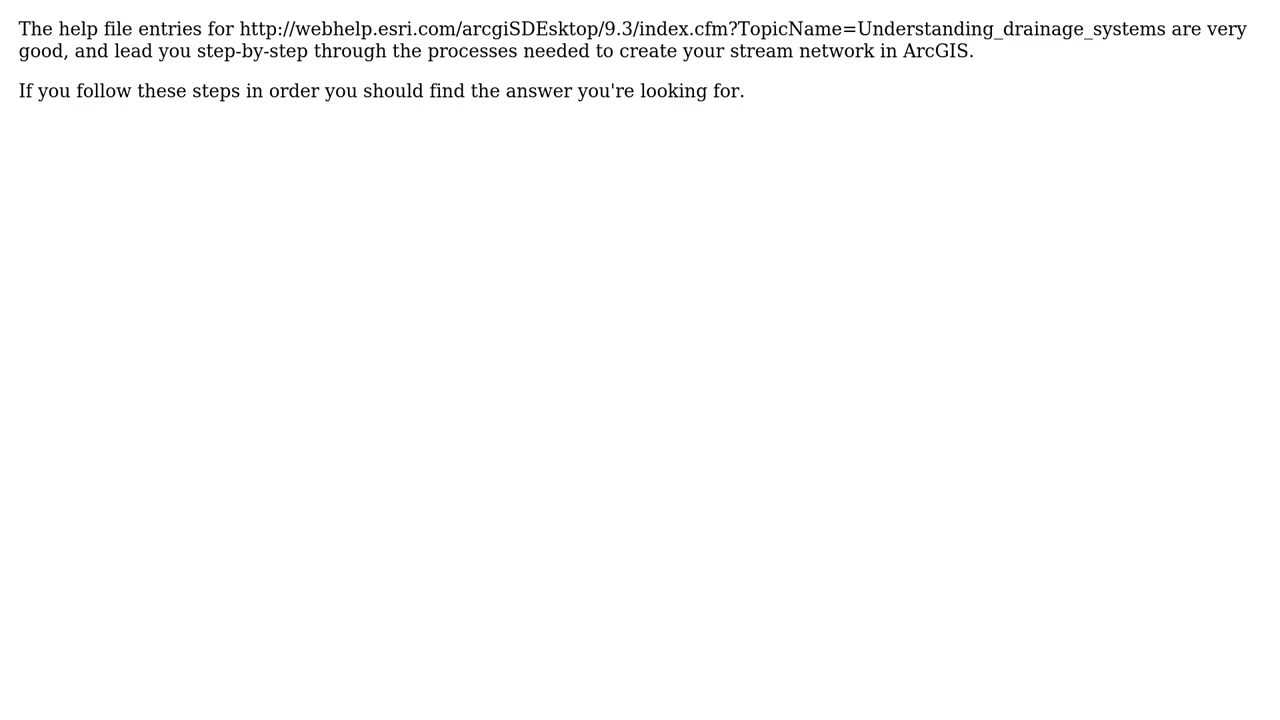 The help file entries for http://webhelp.esri.com/arcgiSDEsktop/9.3/index.cfm?TopicName=Understanding_drainage_systems are very
good, and lead you step-by-step through the processes needed to create your stream network in ArcGIS.
If you follow these steps in order you should find the answer you're looking for.